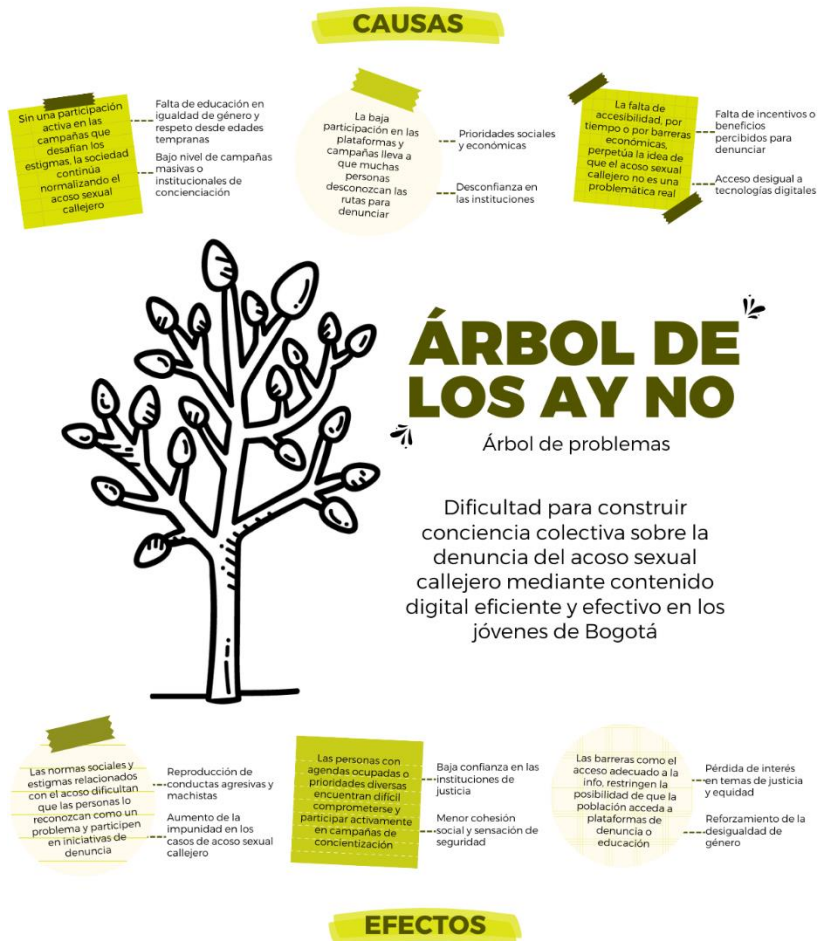 CAUSAS
Sin una participación
activa en las
campañas que
desafían los
estigmas, la sociedad
continúa
normalizando el
acoso sexual
callejero
Falta de educación en
igualdad de género y
respeto desde edades
tempranas
Bajo nivel de campañas
masivas o
institucionales de
concienciación
La baja
participación en las
plataformas y
campañas lleva a
que muchas
personas
desconozcan las
rutas para
denunciar
Prioridades sociales
y económicas
Desconfianza en
las instituciones
La falta de
accesibilidad, por
tiempo o por barreras
económicas,
perpetúa la idea de
que el acoso sexual
callejero no es una
problemática real
Falta de incentivos o
beneficios
percibidos para
denunciar
Acceso desigual a
tecnologías digitales
ÁRBOL DE
LOS AY NO
Árbol de problemas
Dificultad para construir
conciencia colectiva sobre la
denuncia del acoso sexual
callejero mediante contenido
digital eficiente y efectivo en los
jóvenes de Bogotá
Las normas sociales y
estigmas relacionados
con el acoso dificultan
que las personas lo
reconozcan como un
problema y participen
en iniciativas de
denuncia
Reproducción de
conductas agresivas y
machistas
Aumento de la
impunidad en los
casos de acoso sexual
callejero
Las personas con
agendas ocupadas o
prioridades diversas
encuentran difícil
comprometerse y
participar activamente
en campañas de
concientización
Baja confianza en las
instituciones de
justicia
Menor cohesión
social y sensación de
seguridad
Las barreras como el
acceso adecuado a la
info, restringen la
posibilidad de que la
población acceda a
plataformas de
denuncia o
educación
Pérdida de interés
en temas de justicia
y equidad
Reforzamiento de la
desigualdad de
género
EFECTOS